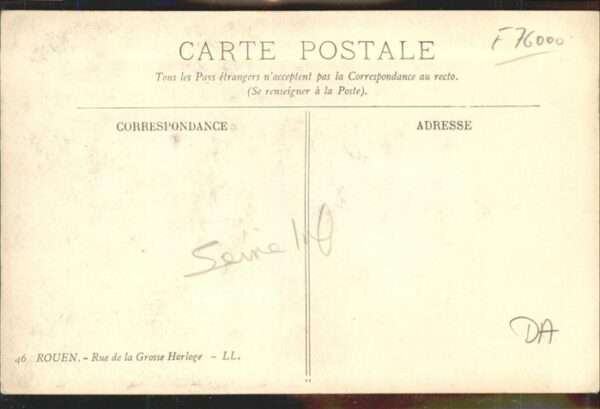 F 76000
CARTE POSTALE
Tous les Pays étrangers n'acceptent pas la Correspondance au recto.
(Se renseigner à la Poste).
CORRESPONDANCE
ADRESSE
Seine Inf
DA
46 ROUEN. - Rue de la Grosse Horloge - LL.